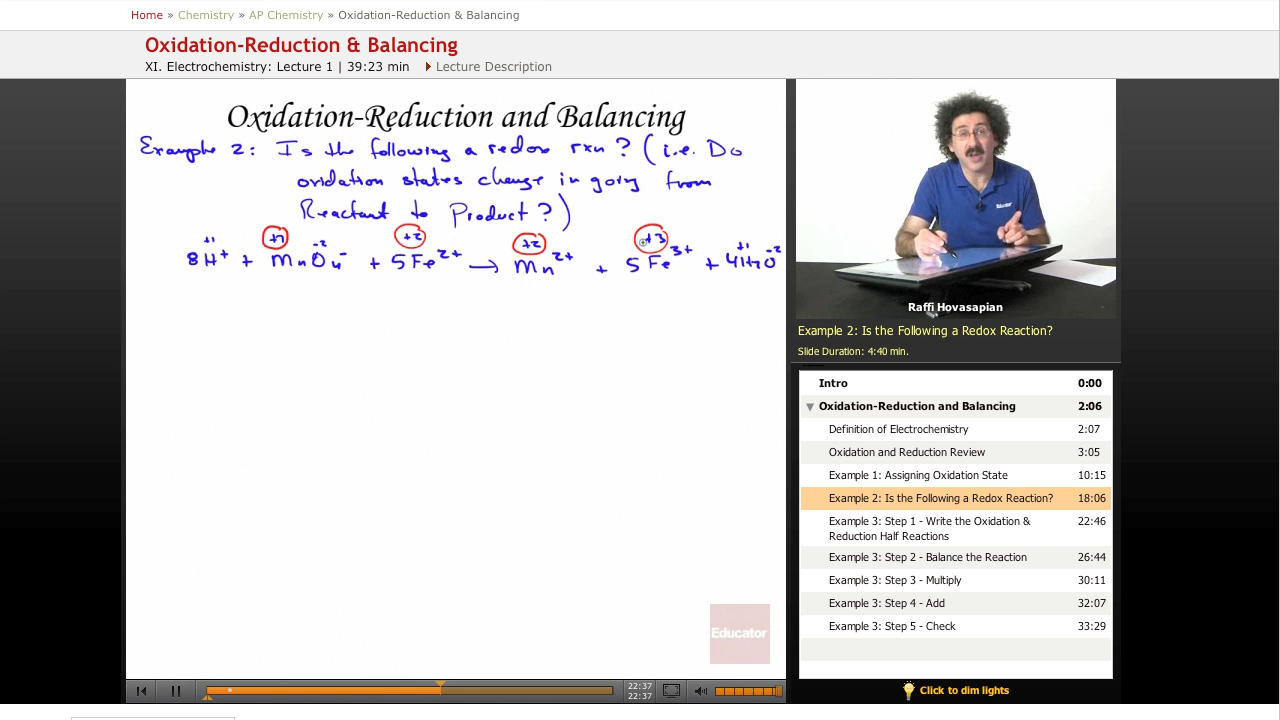 Home » Chemistry » AP Chemistry » Oxidation-Reduction & Balancing
Oxidation-Reduction & Balancing
XI. Electrochemistry: Lecture 1 | 39:23 min Lecture Description
Oxidation-Reduction and Balancing
Example 2: Is the following a redox rxn? (i.e. Do
oxidation states change in going from
Reactant to Product?)
+1 +7 -2 +2 +2 +3 +1 -2
8H⁺ + MnO₄⁻ + 5Fe²⁺ → Mn²⁺ + 5Fe³⁺ + 4H₂O
Educator
Raffi Hovasapian
Example 2: Is the Following a Redox Reaction?
Slide Duration: 4:40 min.
Intro 0:00
Oxidation-Reduction and Balancing 2:06
Definition of Electrochemistry 2:07
Oxidation and Reduction Review 3:05
Example 1: Assigning Oxidation State 10:15
Example 2: Is the Following a Redox Reaction? 18:06
Example 3: Step 1 - Write the Oxidation & 22:46
Reduction Half Reactions
Example 3: Step 2 - Balance the Reaction 26:44
Example 3: Step 3 - Multiply 30:11
Example 3: Step 4 - Add 32:07
Example 3: Step 5 - Check 33:29
22:37
22:37
Click to dim lights